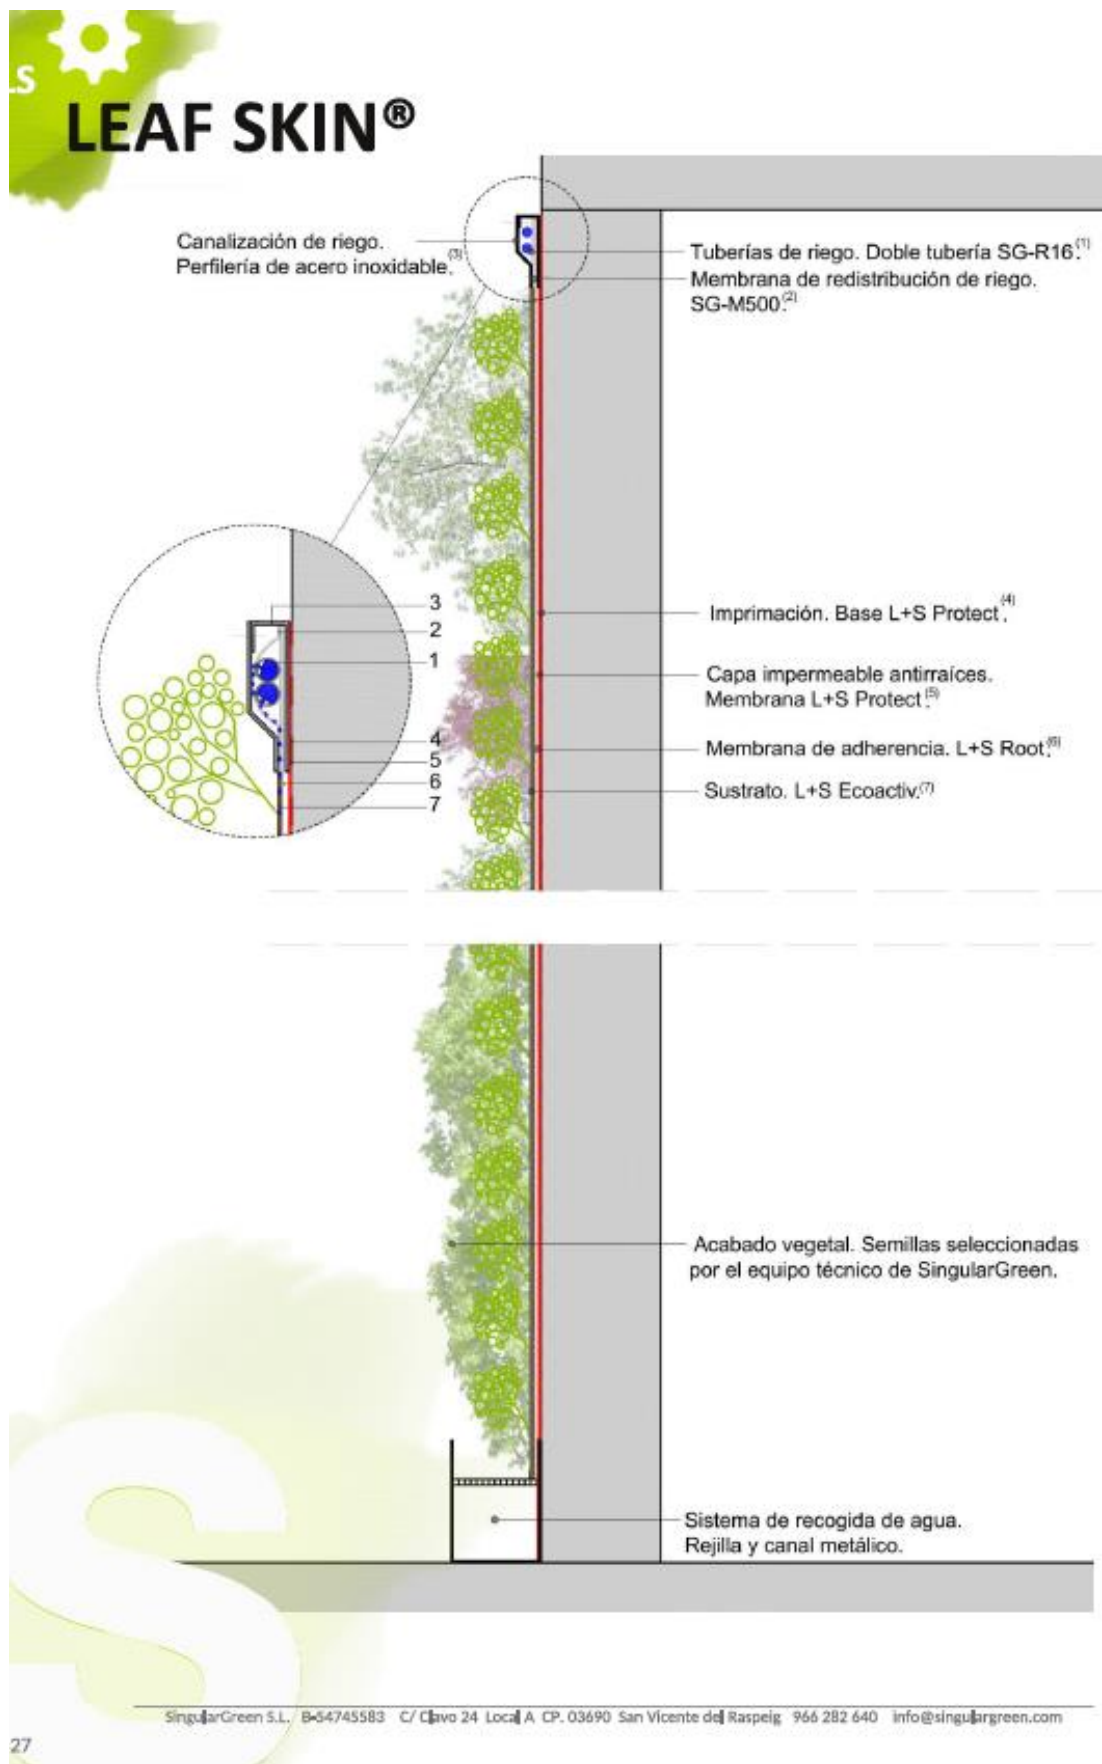 LS
LEAF SKIN®
Canalización de riego.
Perfilería de acero inoxidable.(3)
Tuberías de riego. Doble tubería SG-R16.(1)
Membrana de redistribución de riego.
SG-M500.(2)
3
2
1
4
5
6
7
Imprimación. Base L+S Protect.(4)
Capa impermeable antirraíces.
Membrana L+S Protect.(5)
Membrana de adherencia. L+S Root.(6)
Sustrato. L+S Ecoactiv.(7)
Acabado vegetal. Semillas seleccionadas
por el equipo técnico de SingularGreen.
Sistema de recogida de agua.
Rejilla y canal metálico.
S
SingularGreen S.L. B-54745583 C/ Clavo 24 Local A CP. 03690 San Vicente del Raspeig 966 282 640 info@singulargreen.com
27